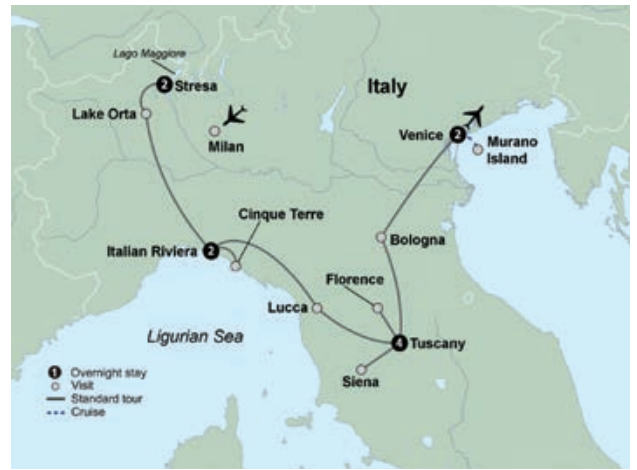 Lago Maggiore
2 Stresa
Italy
Lake Orta
Milan
Venice 2
Murano
Island
Cinque Terre
Bologna
Italian Riviera 2
Florence
Lucca
Ligurian Sea
4 Tuscany
Siena
1 Overnight stay
Visit
Standard tour
Cruise